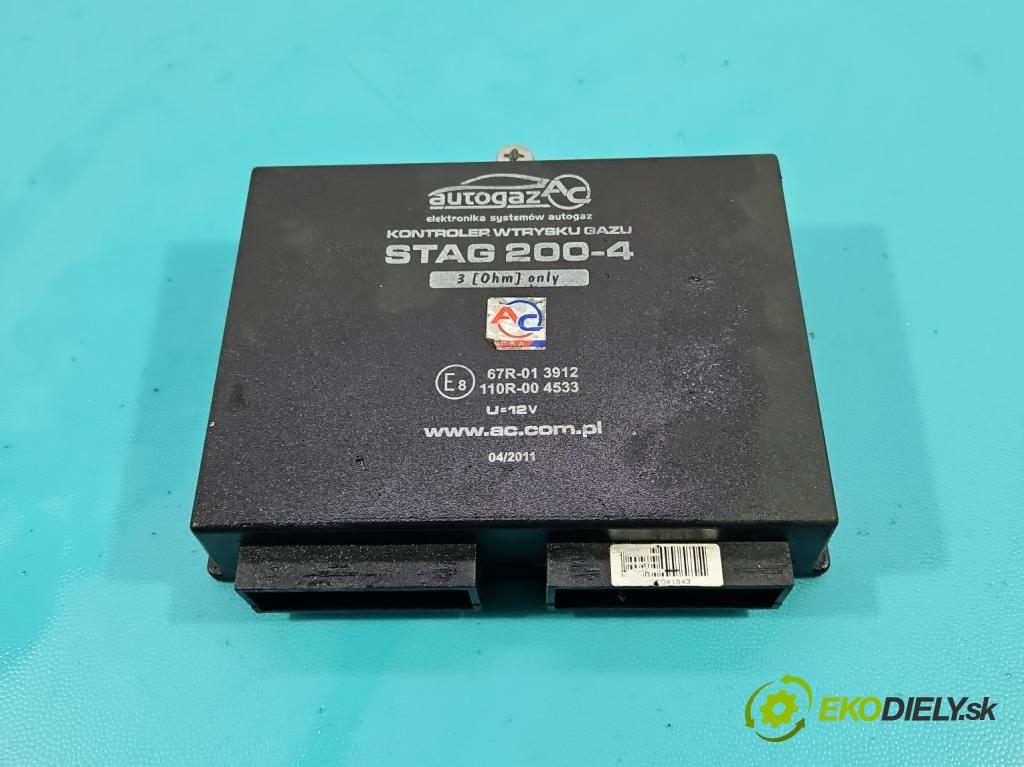 autogaz AC
elektronika systemów autogaz
KONTROLER WTRYSKU GAZU
STAG 200-4
3 [Ohm] only
AC
E8
67R-01 3912
110R-00 4533
U=12V
www.ac.com.pl
04/2011
041943
EKODIELY.sk